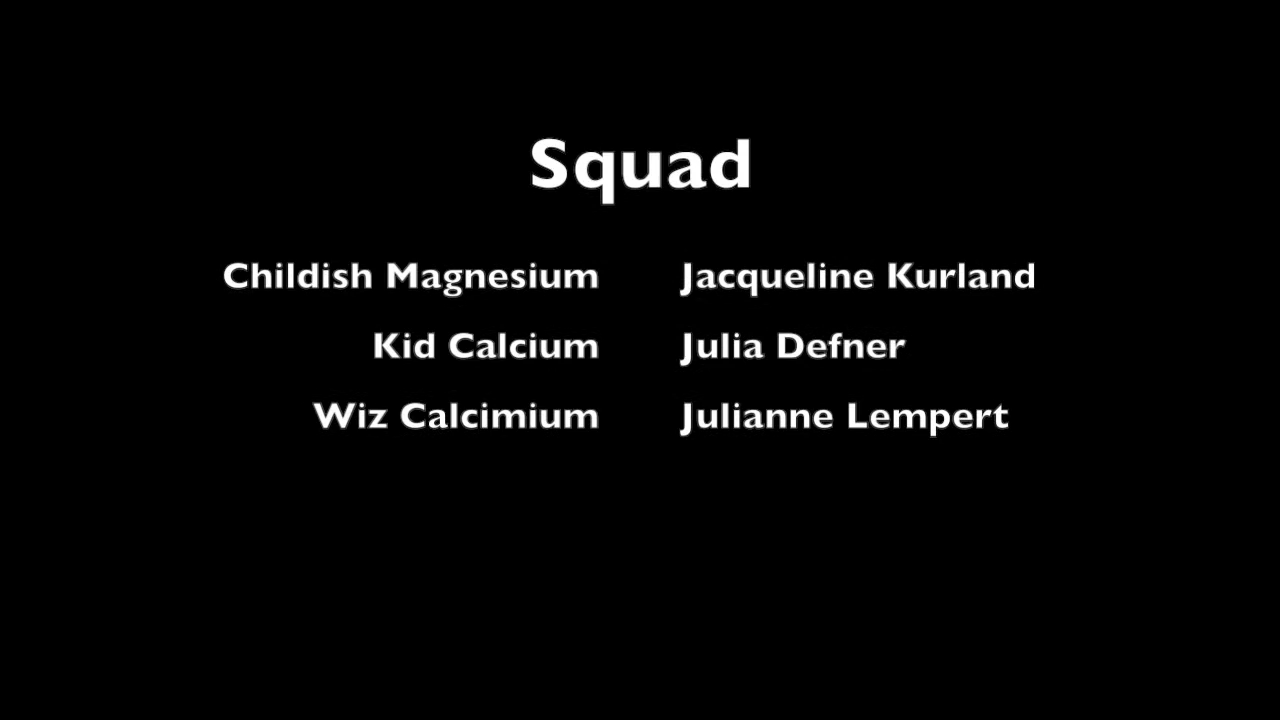 Squad
Childish Magnesium Jacqueline Kurland
Kid Calcium Julia Defner
Wiz Calcimium Julianne Lempert